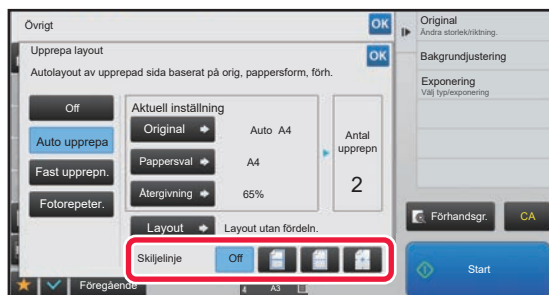 Övrigt
OK
Upprepa layout
OK
Autolayout av upprepad sida baserat på orig, pappersform, förh.
Off
Auto upprepa
Fast upprepn.
Fotorepeter.
Aktuell inställning
Original
Auto A4
Pappersval
A4
Återgivning
65%
Antal
upprepn
2
Layout
Layout utan fördeln.
Skiljelinje
Off
Föregående
A3
Original
Ändra storlek/riktning.
Bakgrundjustering
Exponering
Välj typ/exponering
Förhandsgr.
CA
Start